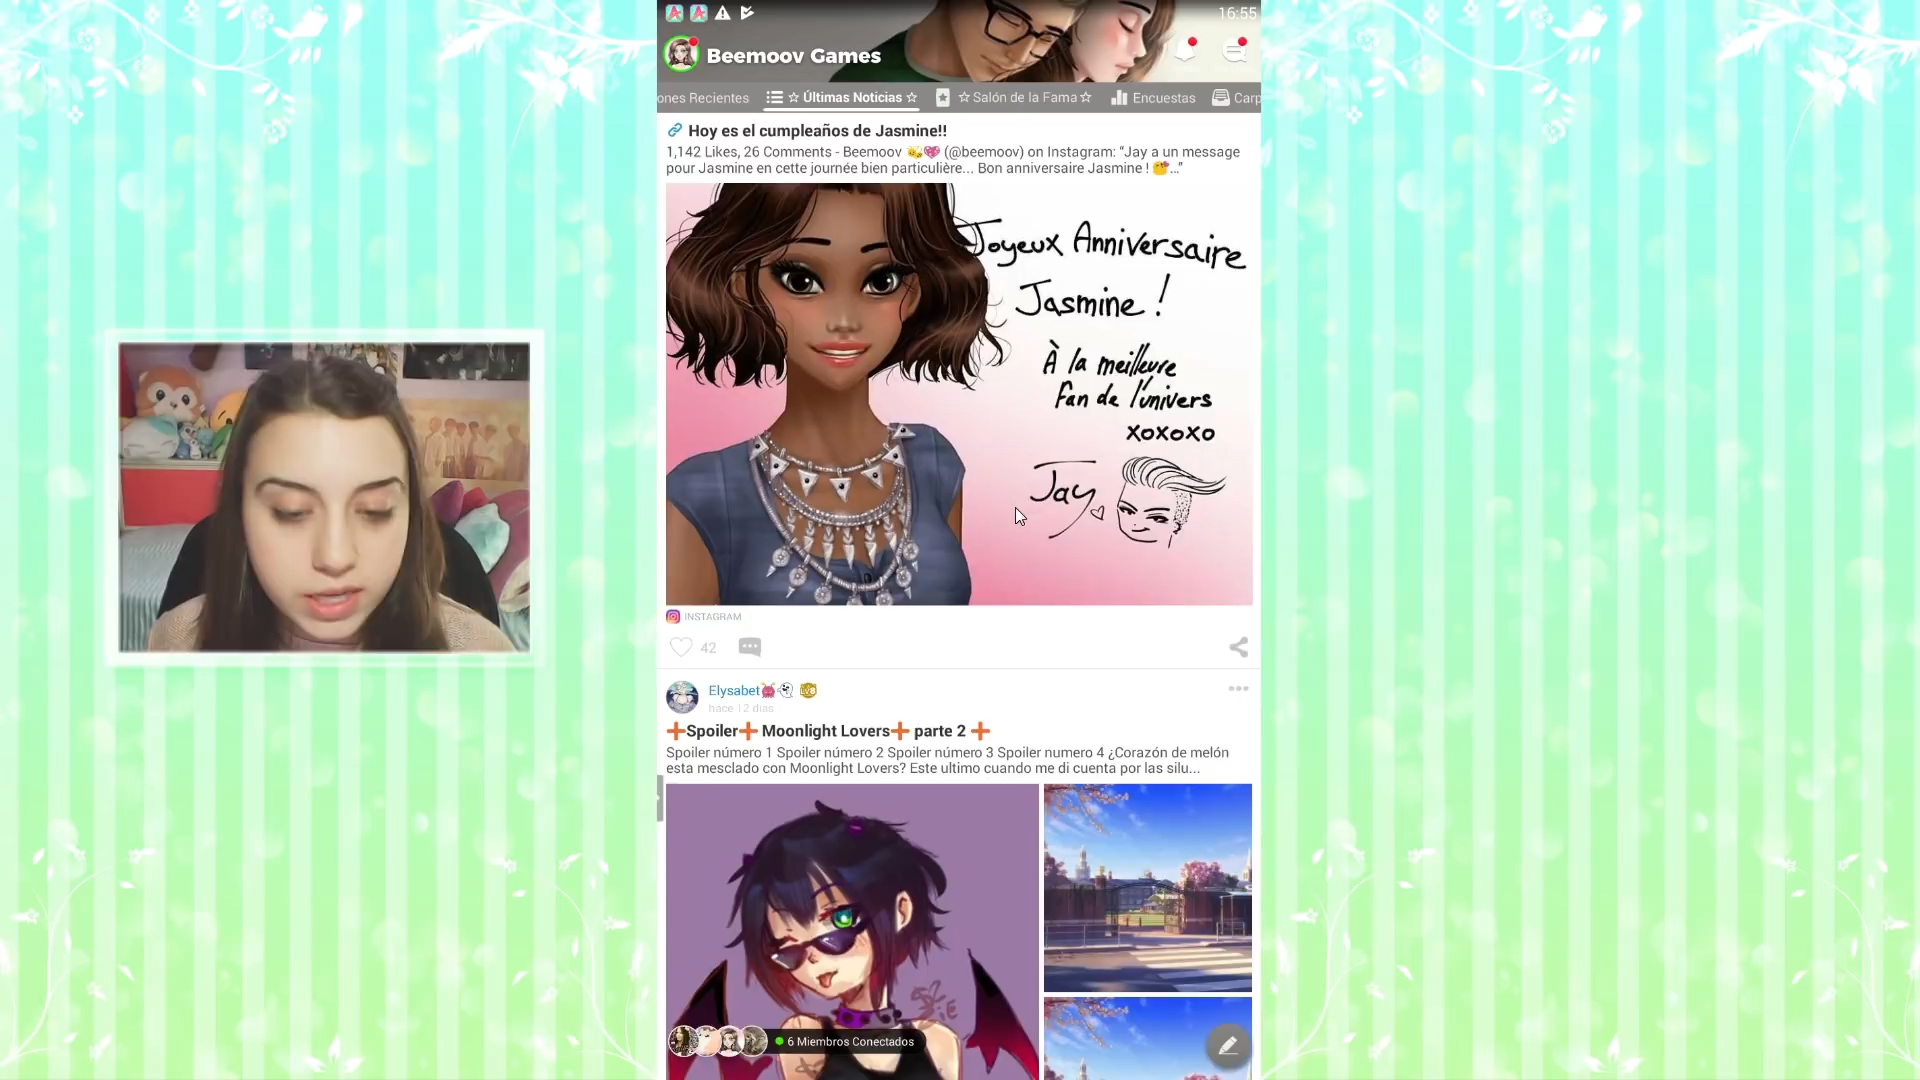 16:55
Beemoov Games
ones Recientes
☆ Últimas Noticias ☆
☆ Salón de la Fama ☆
Encuestas
Carp
Hoy es el cumpleaños de Jasmine!!
1,142 Likes, 26 Comments - Beemoov 🐝💖 (@beemoov) on Instagram: “Jay a un message
pour Jasmine en cette journée bien particulière... Bon anniversaire Jasmine ! 🥳...”
Joyeux Anniversaire
Jasmine !
À la meilleure
Fan de l'univers
xoxoxo
Jay
INSTAGRAM
42
Elysabet
LV8
hace 12 días
➕Spoiler➕ Moonlight Lovers➕ parte 2 ➕
Spoiler número 1 Spoiler número 2 Spoiler número 3 Spoiler numero 4 ¿Corazón de melón
esta mesclado con Moonlight Lovers? Este ultimo cuando me di cuenta por las silu...
6 Miembros Conectados